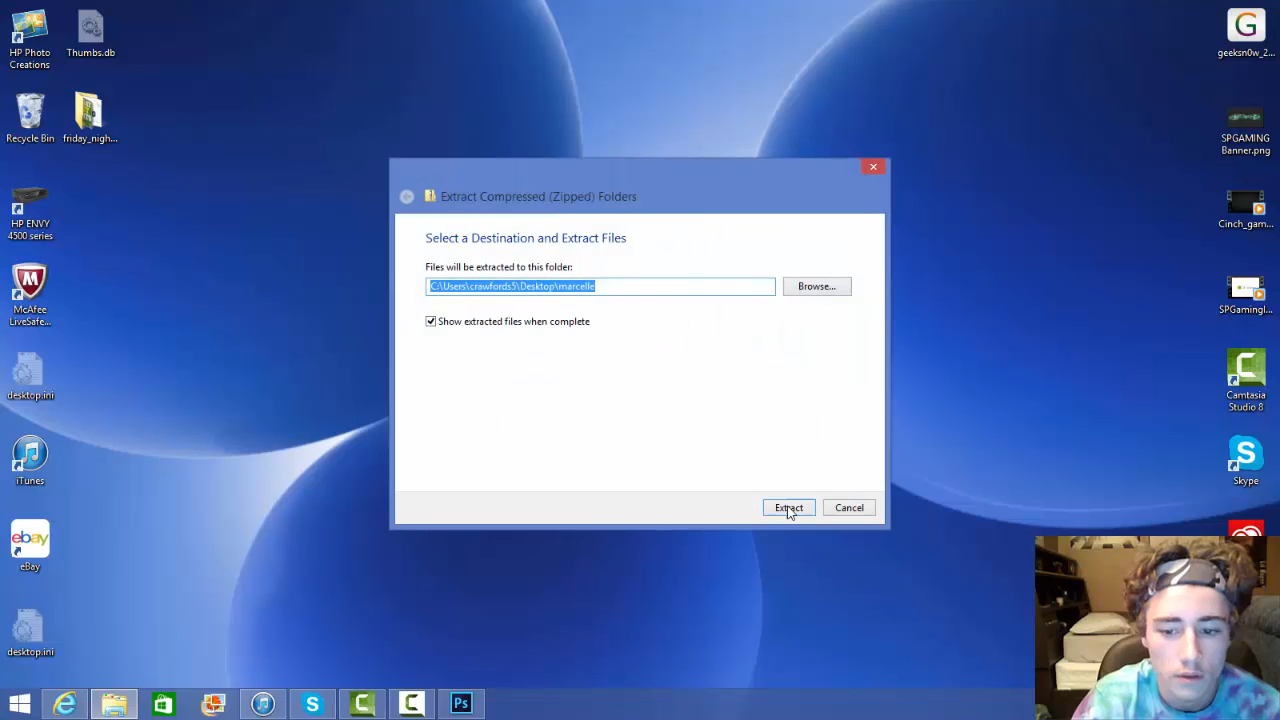 HP Photo
Creations
Thumbs.db
Recycle Bin
friday_nigh...
HP ENVY
4500 series
McAfee
LiveSafe...
desktop.ini
iTunes
ebay
eBay
desktop.ini
Extract Compressed (Zipped) Folders
Select a Destination and Extract Files
Files will be extracted to this folder:
C:\Users\crawfords5\Desktop\marcelle
Browse...
Show extracted files when complete
Extract
Cancel
G
geeksn0w_2...
SPGAMING
Banner.png
Cinch_gam...
SPGamingI...
Camtasia
Studio 8
S
Skype
Ps